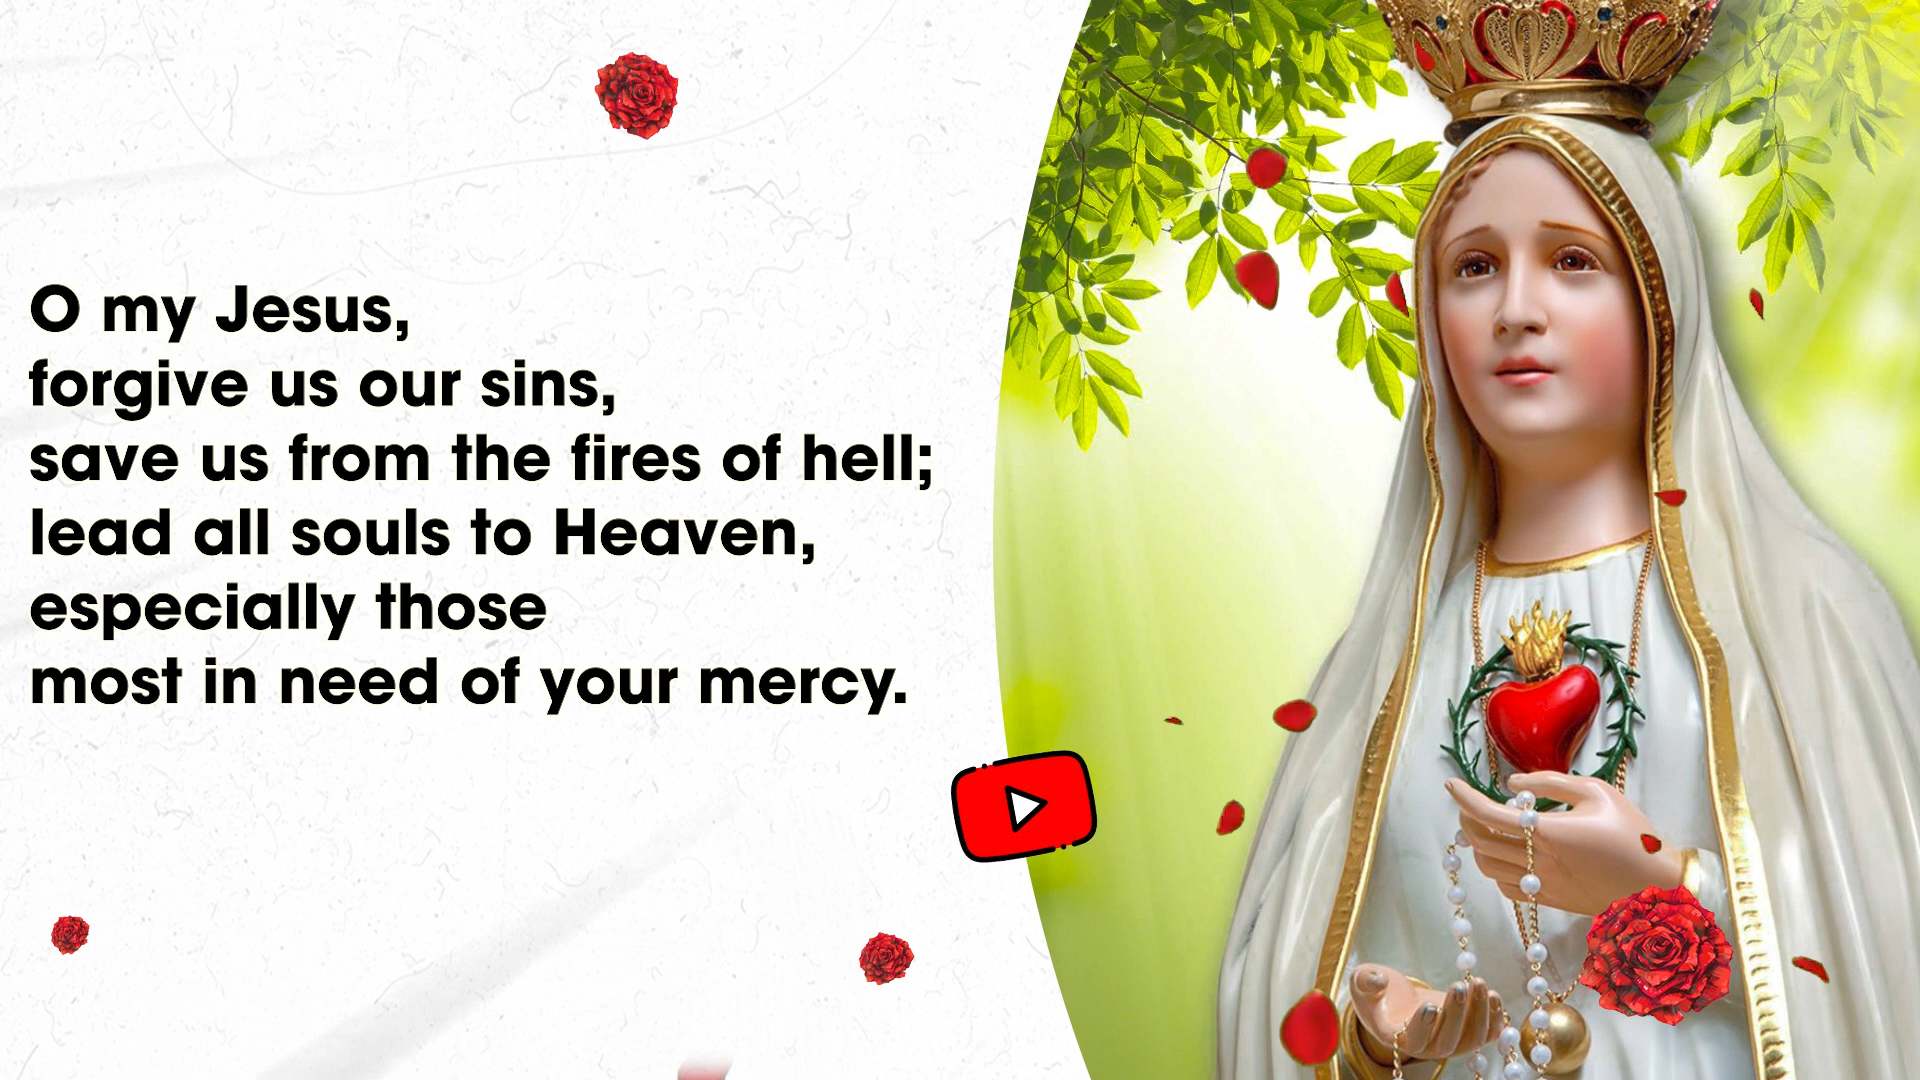 O my Jesus,
forgive us our sins,
save us from the fires of hell;
lead all souls to Heaven,
especially those
most in need of your mercy.